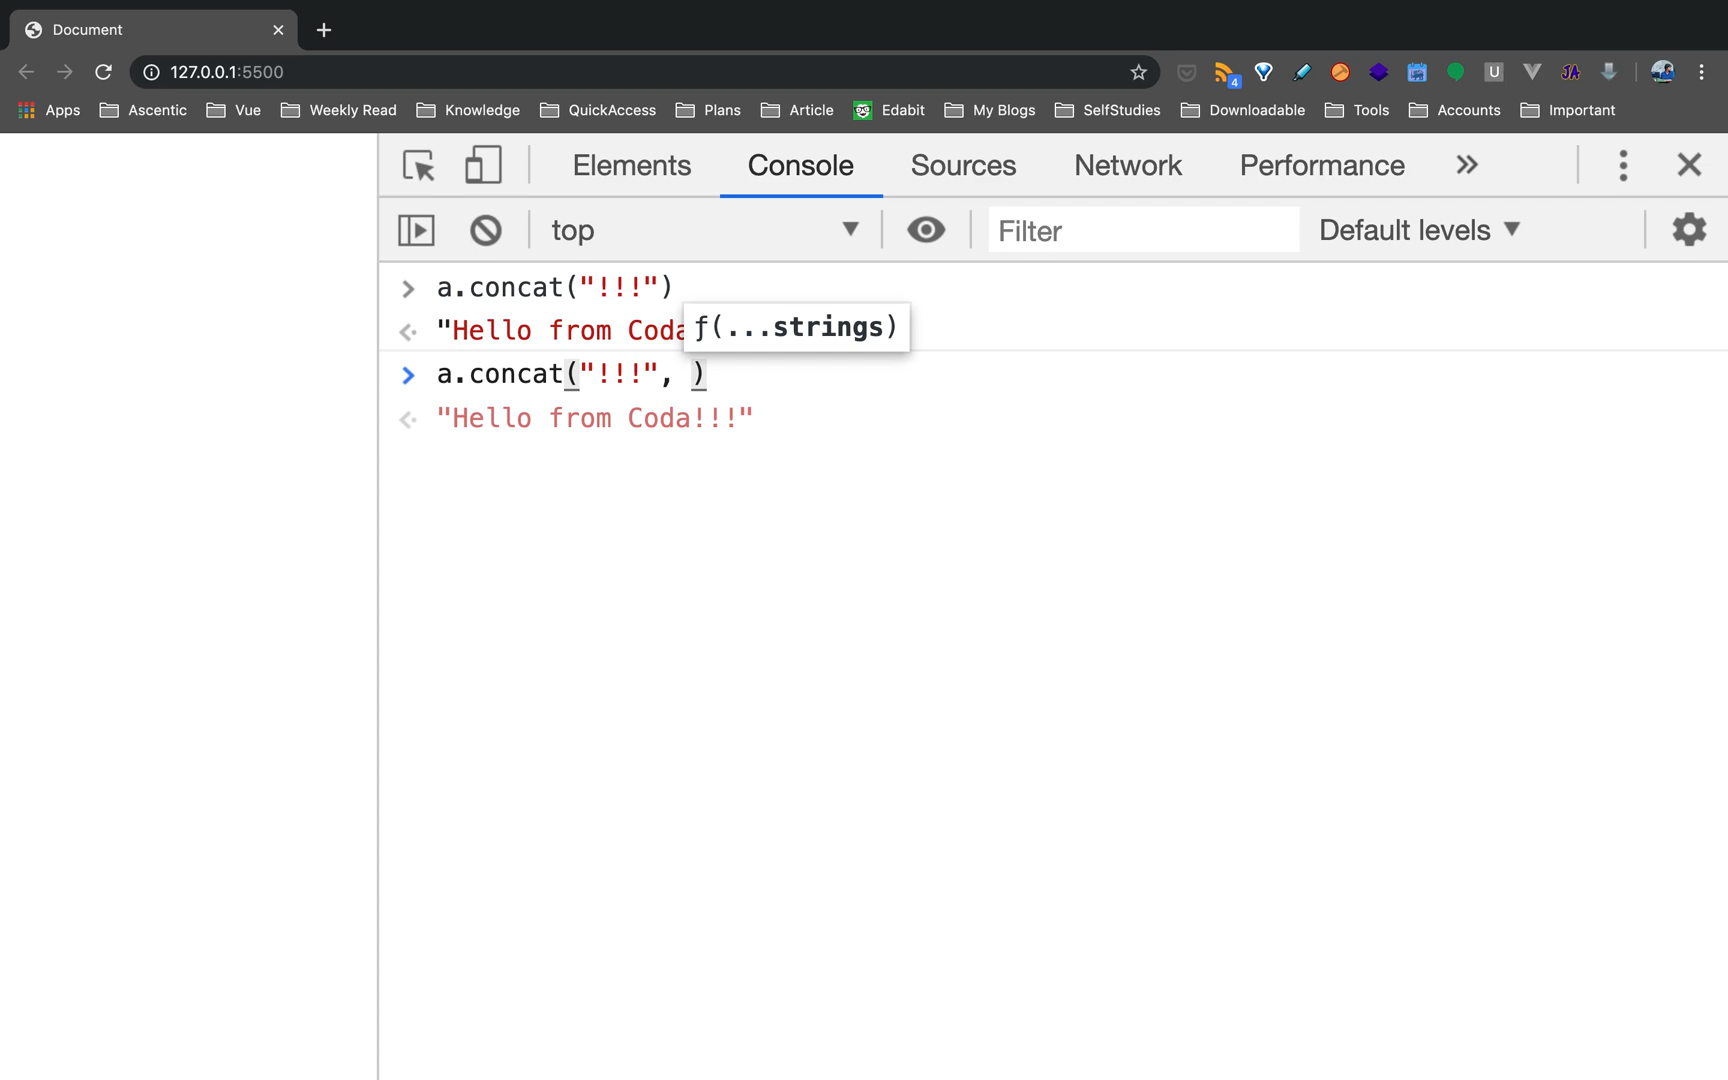 Document
127.0.0.1:5500
4
U
JA
Apps Ascentic Vue Weekly Read Knowledge QuickAccess Plans Article Edabit My Blogs SelfStudies Downloadable Tools Accounts Important
Elements Console Sources Network Performance
top Filter Default levels
a.concat("!!!")
"Hello from Coda
ƒ(...strings)
a.concat("!!!", )
"Hello from Coda!!!"